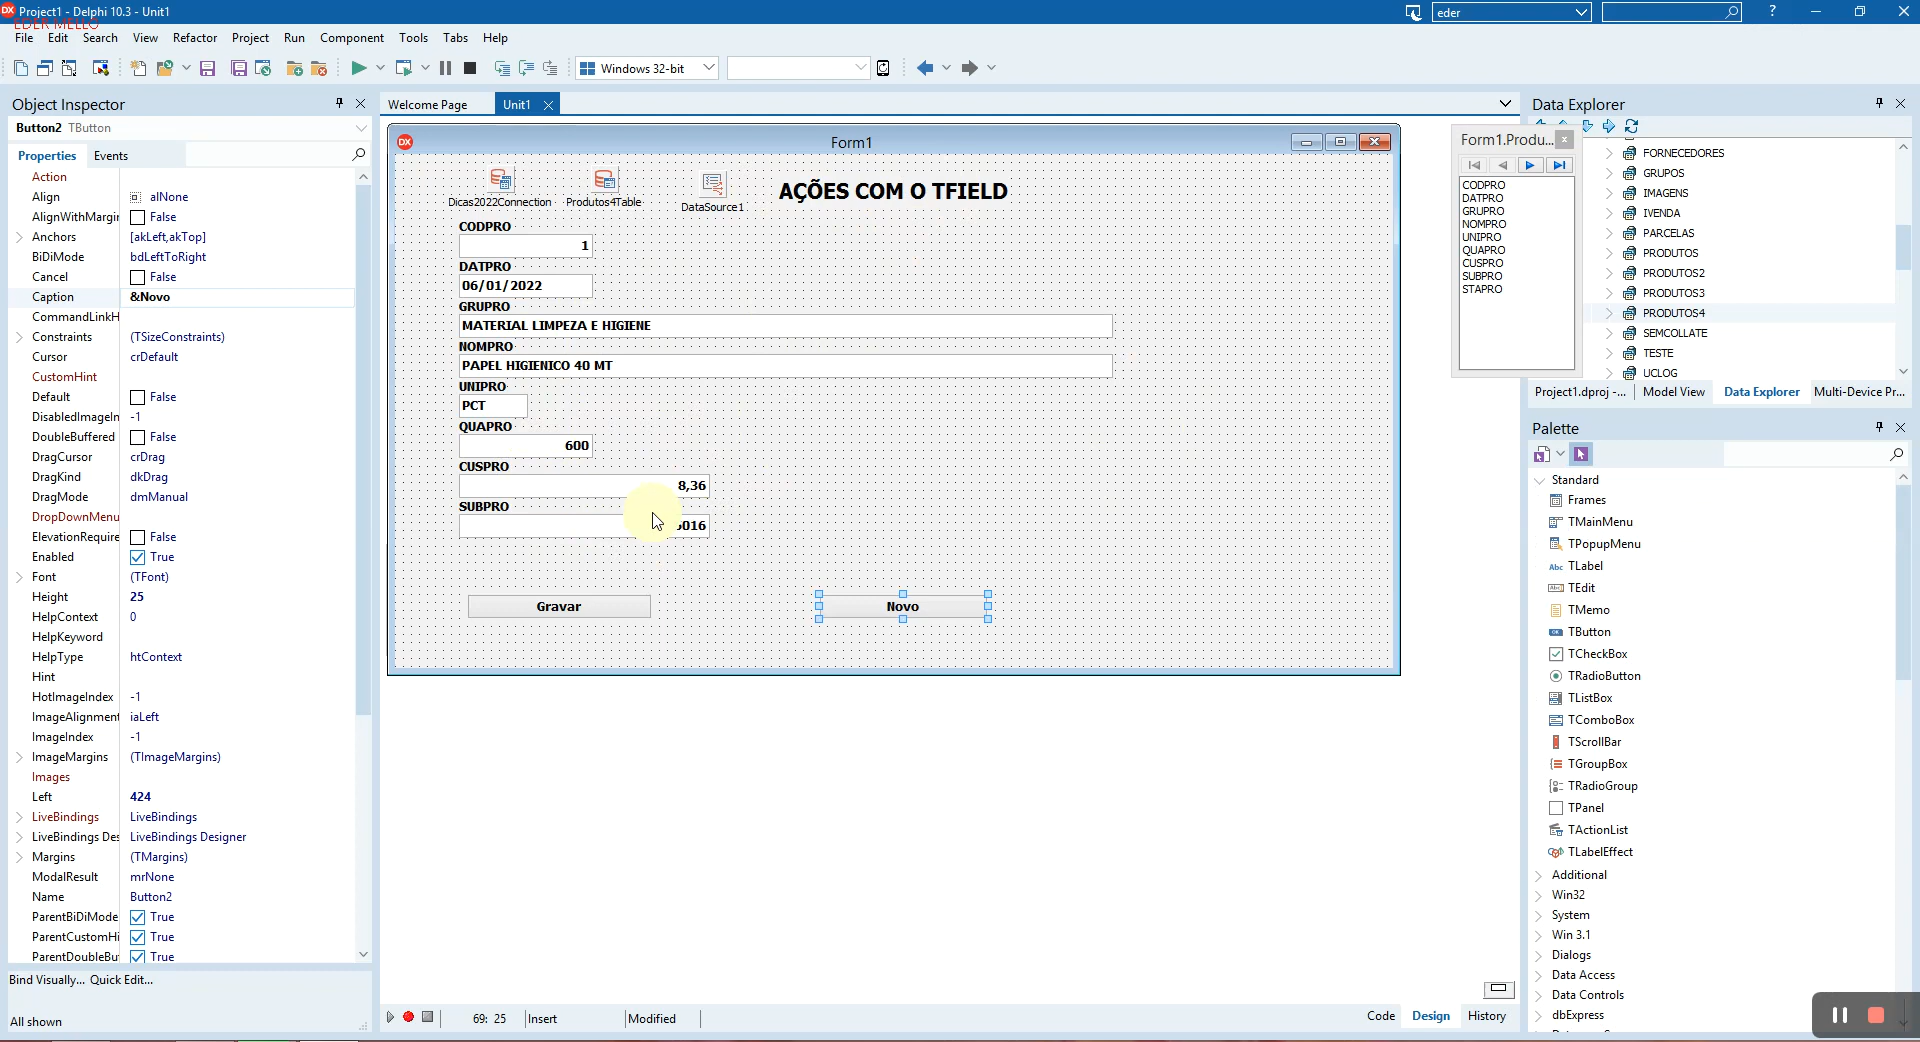 Project1 - Delphi 10.3 - Unit1
eder
EDER MELLO
File Edit Search View Refactor Project Run Component Tools Tabs Help
Windows 32-bit
Object Inspector
Button2 TButton
Properties Events
Action
Align alNone
AlignWithMargi False
Anchors [akLeft,akTop]
BiDiMode bdLeftToRight
Cancel False
Caption &Novo
CommandLinkH
Constraints (TSizeConstraints)
Cursor crDefault
CustomHint
Default False
DisabledImageIn -1
DoubleBuffered False
DragCursor crDrag
DragKind dkDrag
DragMode dmManual
DropDownMenu
ElevationRequire False
Enabled True
Font (TFont)
Height 25
HelpContext 0
HelpKeyword
HelpType htContext
Hint
HotImageIndex -1
ImageAlignment iaLeft
ImageIndex -1
ImageMargins (TImageMargins)
Images
Left 424
LiveBindings LiveBindings
LiveBindings Des LiveBindings Designer
Margins (TMargins)
ModalResult mrNone
Name Button2
ParentBiDiMode True
ParentCustomHi True
ParentDoubleBu True
Bind Visually... Quick Edit...
All shown
Welcome Page Unit1
Form1
Dicas2022Connection Produtos4Table DataSource1
AÇÕES COM O TFIELD
CODPRO
1
DATPRO
06/01/2022
GRUPRO
MATERIAL LIMPEZA E HIGIENE
NOMPRO
PAPEL HIGIENICO 40 MT
UNIPRO
PCT
QUAPRO
600
CUSPRO
8,36
SUBPRO
5016
Gravar Novo
69: 25 Insert Modified
Code Design History
Form1.Produ...
CODPRO
DATPRO
GRUPRO
NOMPRO
UNIPRO
QUAPRO
CUSPRO
SUBPRO
STAPRO
Data Explorer
FORNECEDORES
GRUPOS
IMAGENS
IVENDA
PARCELAS
PRODUTOS
PRODUTOS2
PRODUTOS3
PRODUTOS4
SEMCOLLATE
TESTE
UCLOG
Project1.dproj -... Model View Data Explorer Multi-Device Pr...
Palette
Standard
Frames
TMainMenu
TPopupMenu
TLabel
TEdit
TMemo
TButton
TCheckBox
TRadioButton
TListBox
TComboBox
TScrollBar
TGroupBox
TRadioGroup
TPanel
TActionList
TLabelEffect
Additional
Win32
System
Win 3.1
Dialogs
Data Access
Data Controls
dbExpress